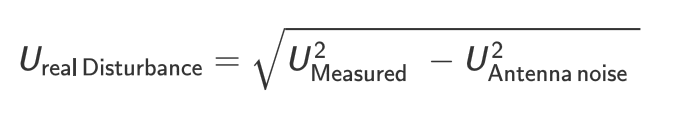 U_real Disturbance = √(U²_Measured − U²_Antenna noise)